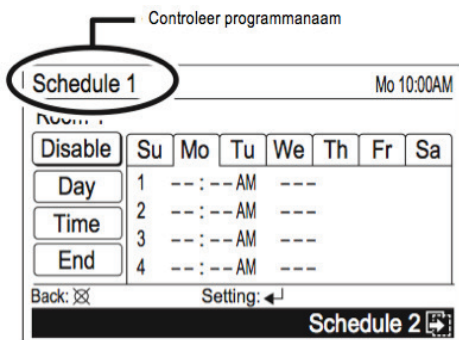 Controleer programmanaam
Schedule 1 Mo 10:00AM
Disable Su Mo Tu We Th Fr Sa
Day 1 --:--AM ---
Time 2 --:--AM ---
3 --:--AM ---
End 4 --:--AM ---
Back: Setting:
Schedule 2